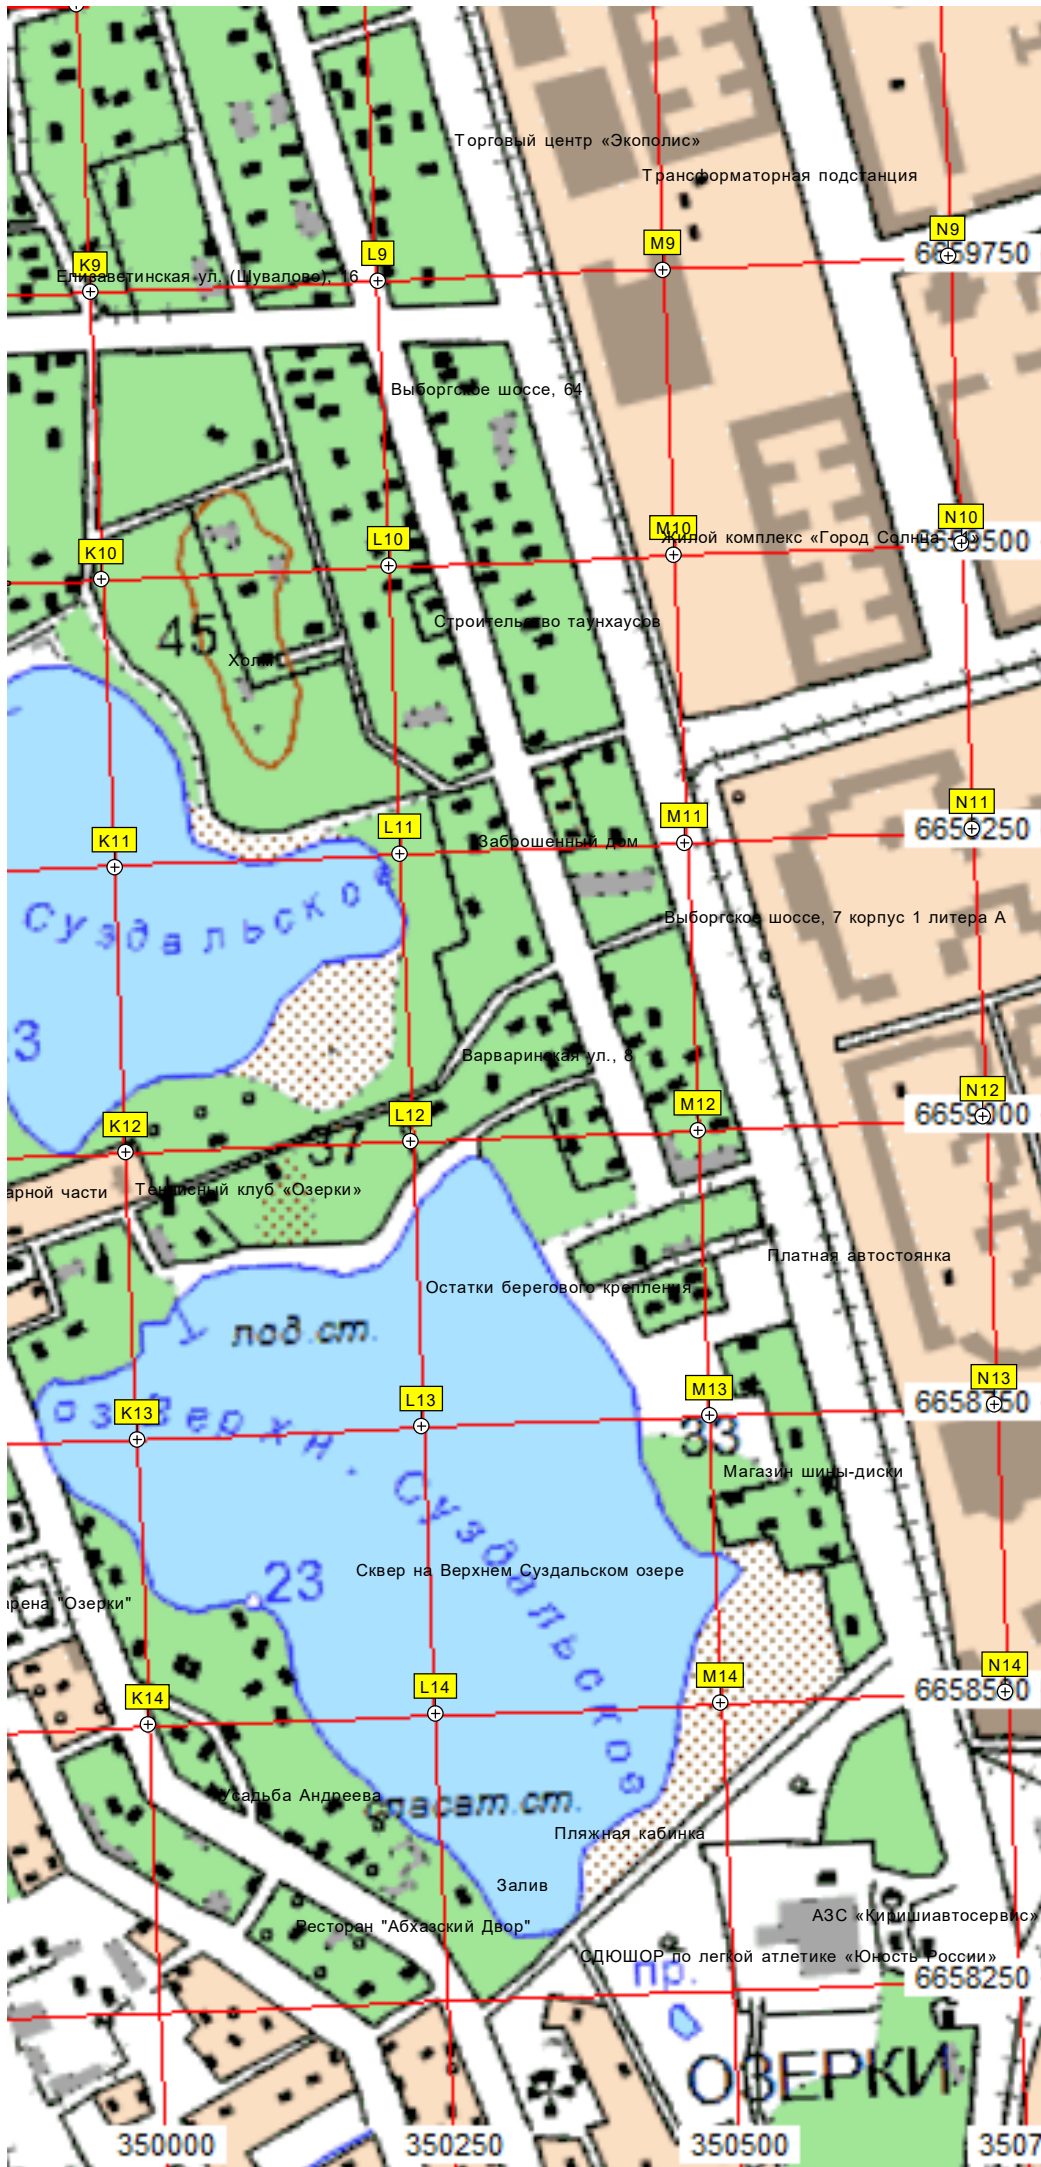 Торговый центр «Экополис»
Трансформаторная подстанция
N9
M9
L9
K9
6659750
Елизаветинская ул. (Шувалово), 16
Выборгское шоссе, 64
N10
M10
L10
K10
Жилой комплекс «Город Солнца
6659500
Строительство таунхаусов
45
Холм
N11
M11
L11
K11
6659250
Заброшенный дом
Суздальское
Выборгское шоссе, 7 корпус 1 литера А
3
Варваринская ул., 8
N12
M12
L12
K12
6659000
37
арной части
Теннисный клуб «Озерки»
Платная автостоянка
Остатки берегового крепления
под.ст.
N13
M13
L13
K13
6658750
оз. Верхн. Суздальское
33
Магазин шины-диски
Сквер на Верхнем Суздальском озере
23
арена "Озерки"
N14
M14
L14
K14
6658500
Усадьба Андреева
спасат.ст.
Пляжная кабинка
Залив
Ресторан "Абхазский Двор"
АЗС «Киришиавтосервис»
СДЮШОР по легкой атлетике «Юность России»
пр.
6658250
ОЗЕРКИ
350000
350250
350500
3507